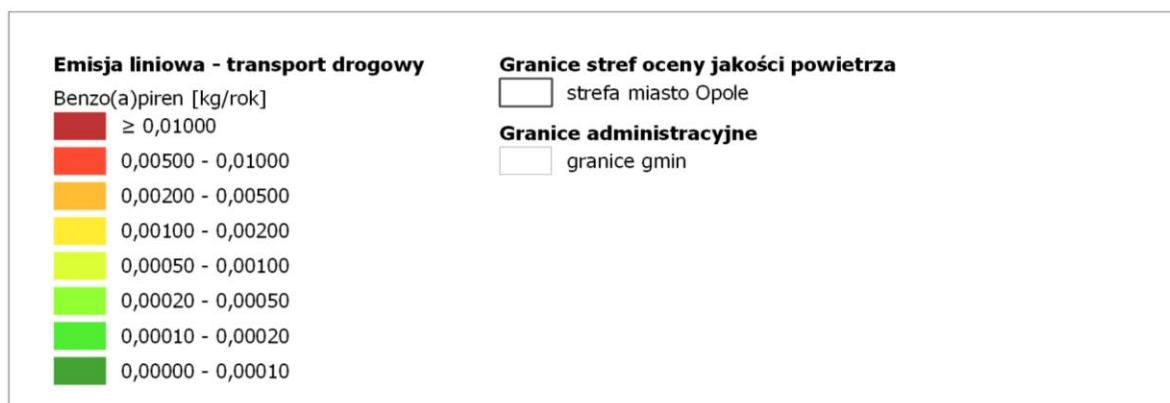 Emisja liniowa - transport drogowy
Benzo(a)piren [kg/rok]
≥ 0,01000
0,00500 - 0,01000
0,00200 - 0,00500
0,00100 - 0,00200
0,00050 - 0,00100
0,00020 - 0,00050
0,00010 - 0,00020
0,00000 - 0,00010
Granice stref oceny jakości powietrza
strefa miasto Opole
Granice administracyjne
granice gmin